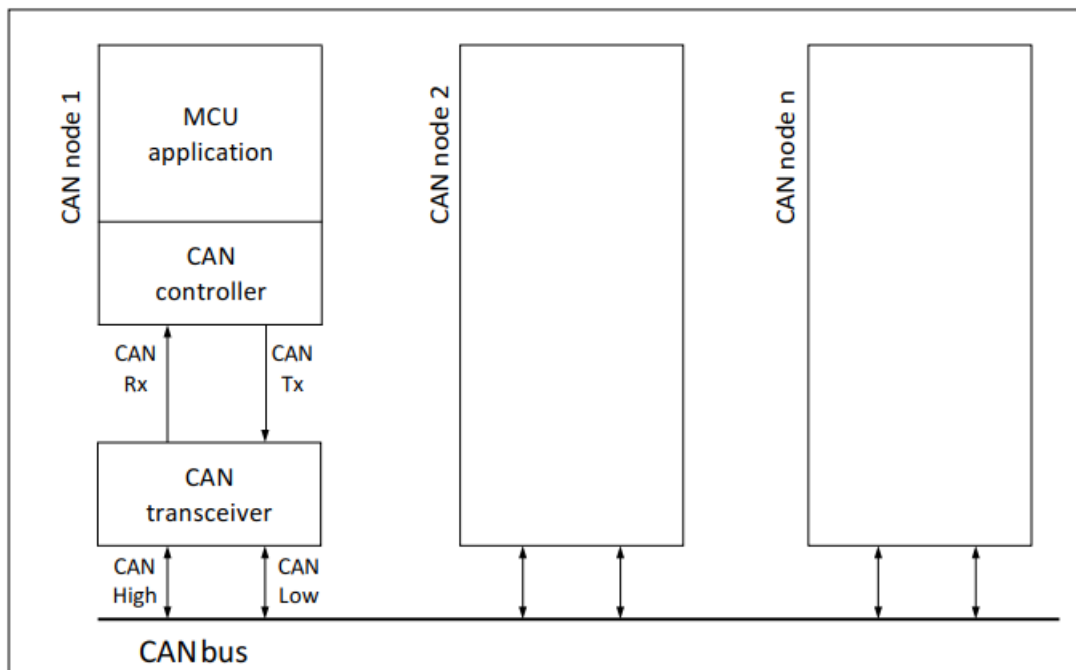 CAN node 1
MCU
application
CAN
controller
CAN
Rx
CAN
Tx
CAN
transceiver
CAN
High
CAN
Low
CAN node 2
CAN node n
CAN bus